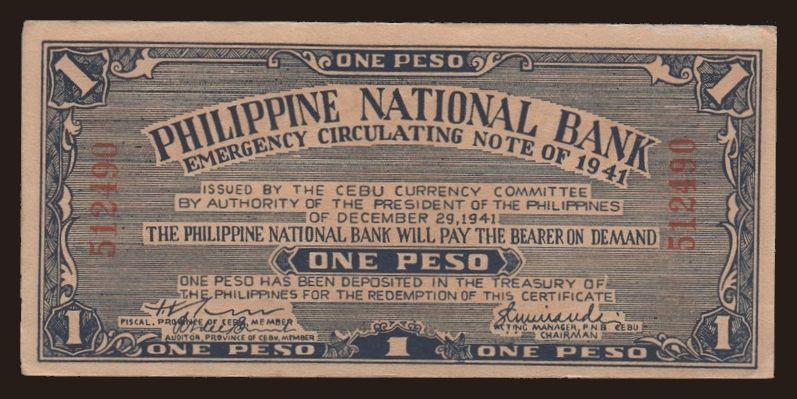 ONE PESO
1 1
PHILIPPINE NATIONAL BANK
EMERGENCY CIRCULATING NOTE OF 1941
512490 512490
ISSUED BY THE CEBU CURRENCY COMMITTEE
BY AUTHORITY OF THE PRESIDENT OF THE PHILIPPINES
OF DECEMBER 29, 1941
THE PHILIPPINE NATIONAL BANK WILL PAY THE BEARER ON DEMAND
ONE PESO
ONE PESO HAS BEEN DEPOSITED IN THE TREASURY OF
THE PHILIPPINES FOR THE REDEMPTION OF THIS CERTIFICATE
FISCAL, PROVINCE OF CEBU, MEMBER
AUDITOR, PROVINCE OF CEBU, MEMBER
ACTING MANAGER, P.N.B. CEBU
CHAIRMAN
1 1
ONE PESO 1 ONE PESO